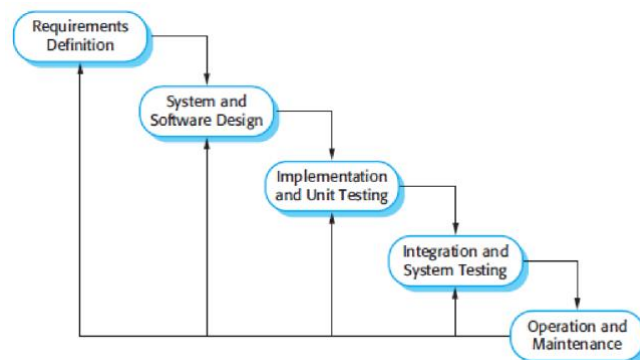 Requirements
Definition
System and
Software Design
Implementation
and Unit Testing
Integration and
System Testing
Operation and
Maintenance